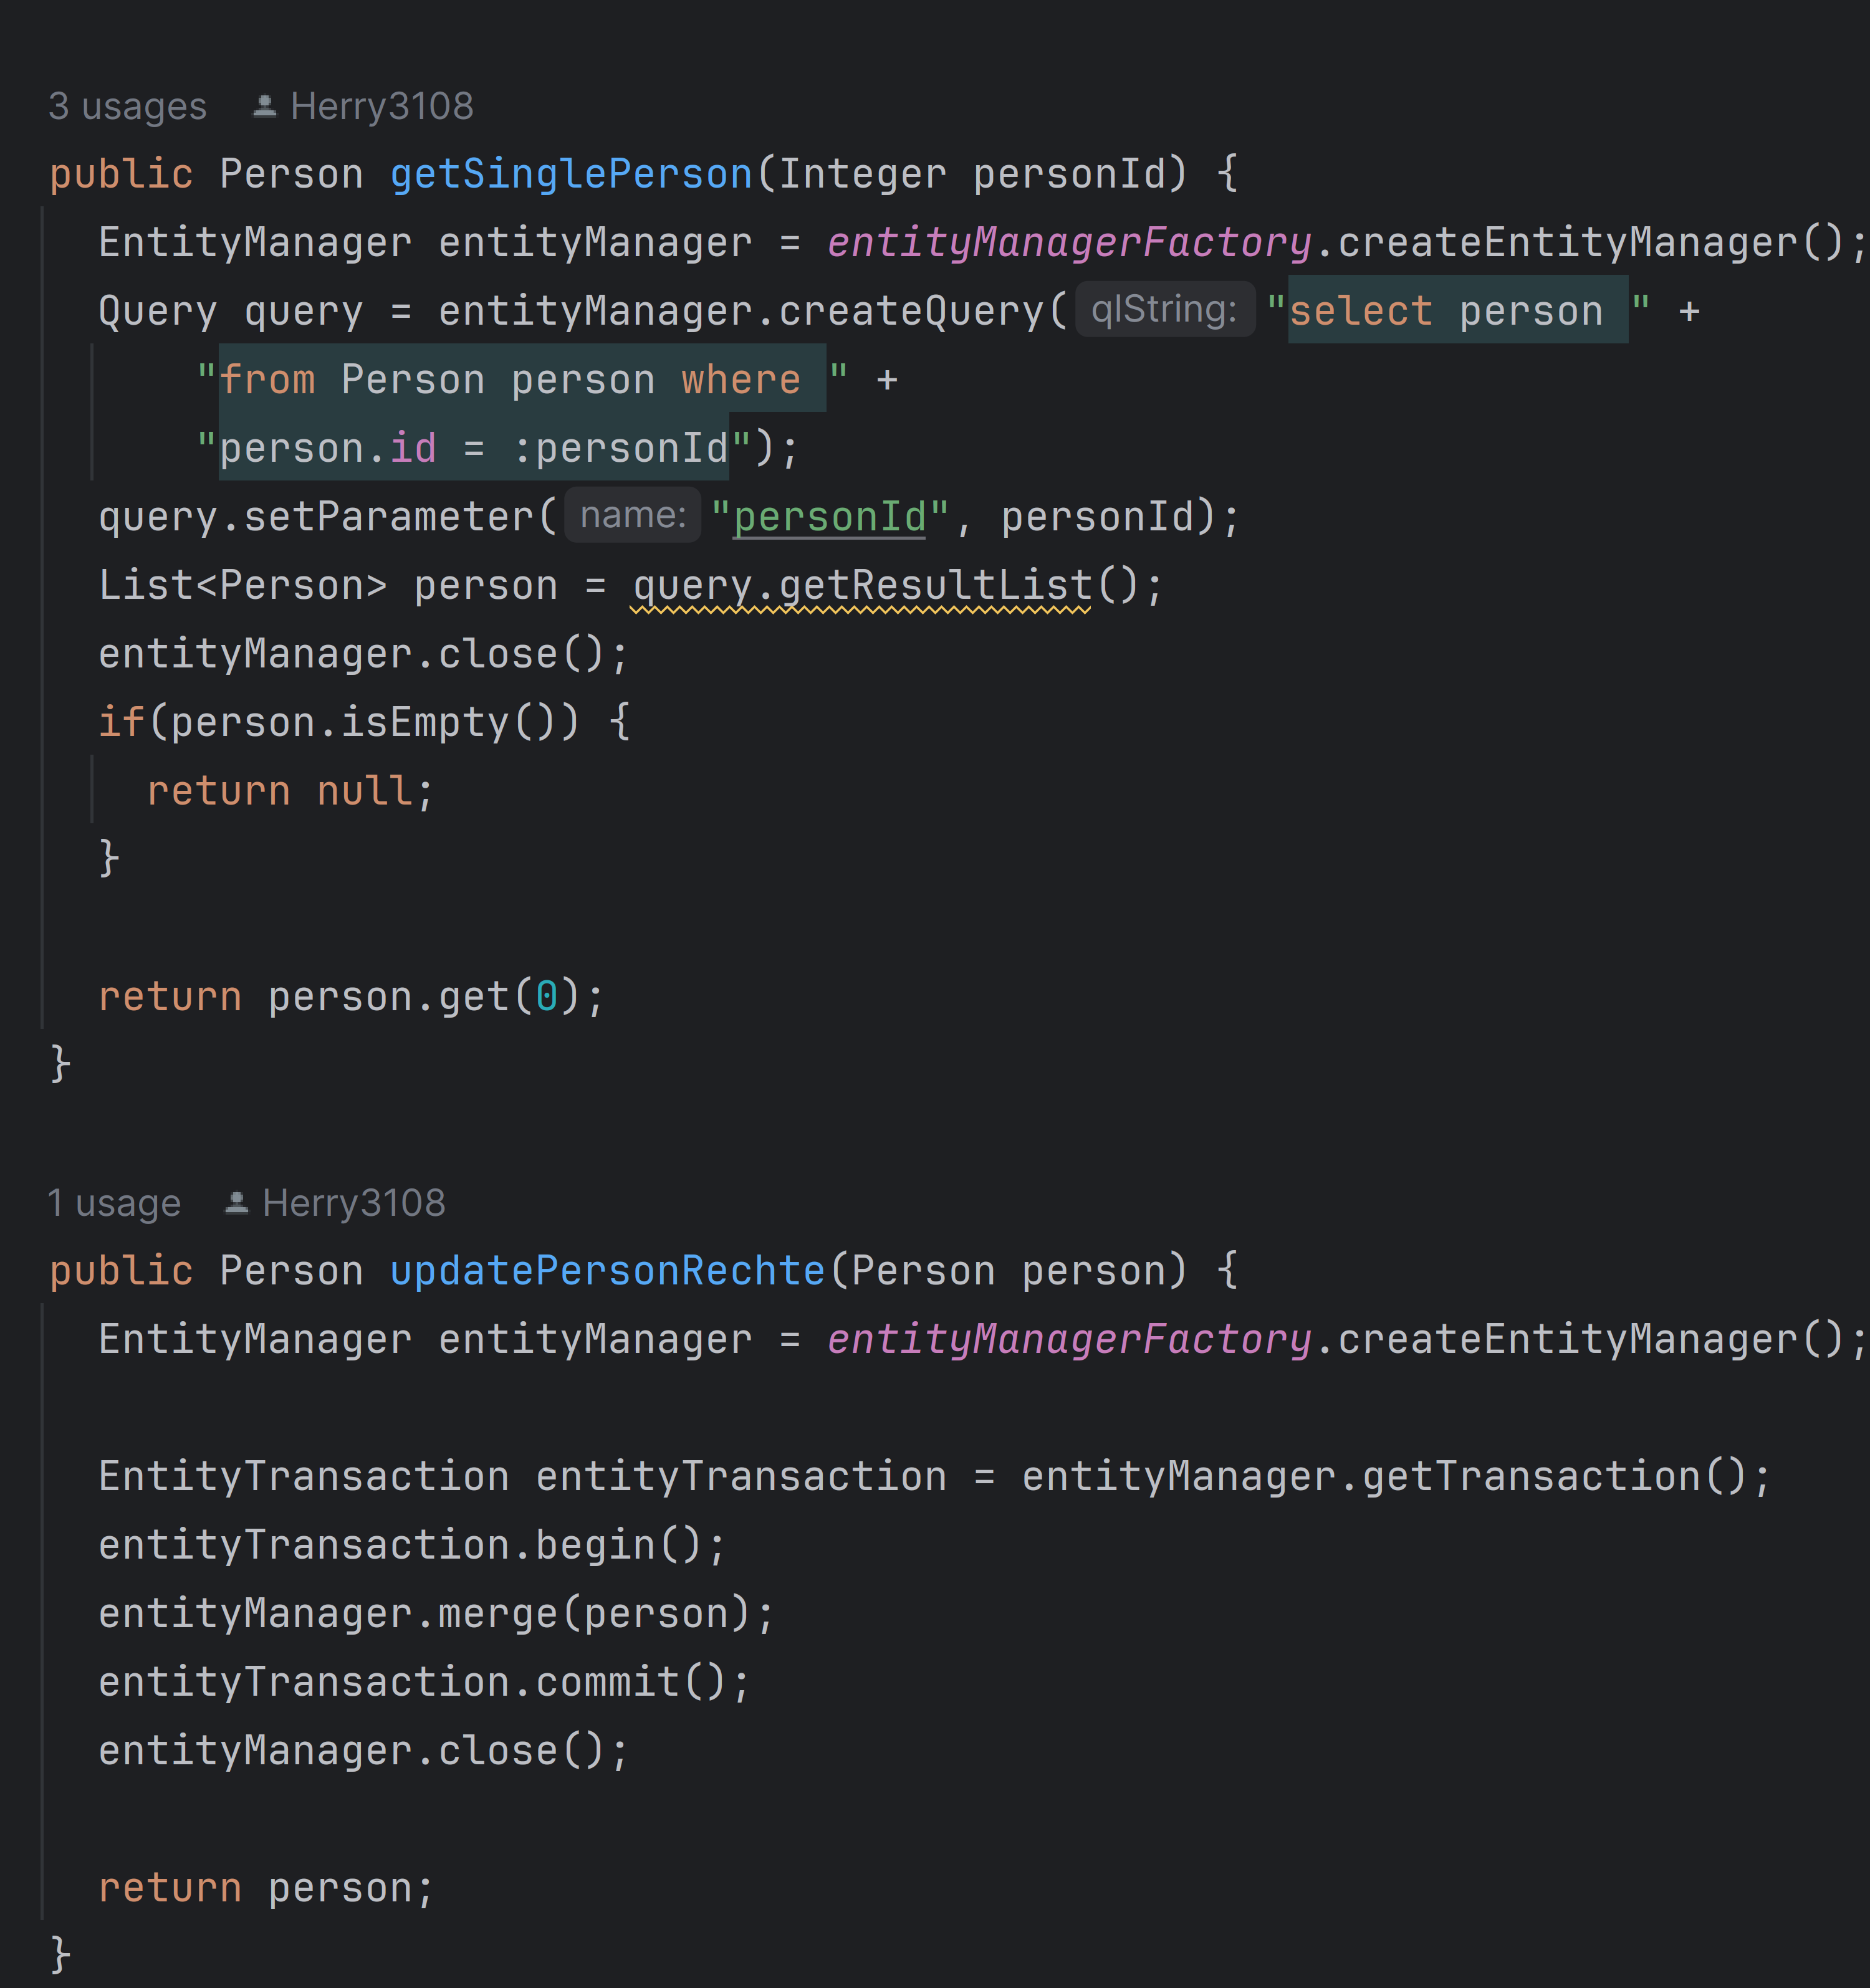 3 usages Herry3108
public Person getSinglePerson(Integer personId) {
EntityManager entityManager = entityManagerFactory.createEntityManager();
Query query = entityManager.createQuery( qlString: "select person " +
"from Person person where " +
"person.id = :personId");
query.setParameter( name: "personId", personId);
List<Person> person = query.getResultList();
entityManager.close();
if(person.isEmpty()) {
return null;
}
return person.get(0);
}
1 usage Herry3108
public Person updatePersonRechte(Person person) {
EntityManager entityManager = entityManagerFactory.createEntityManager();
EntityTransaction entityTransaction = entityManager.getTransaction();
entityTransaction.begin();
entityManager.merge(person);
entityTransaction.commit();
entityManager.close();
return person;
}